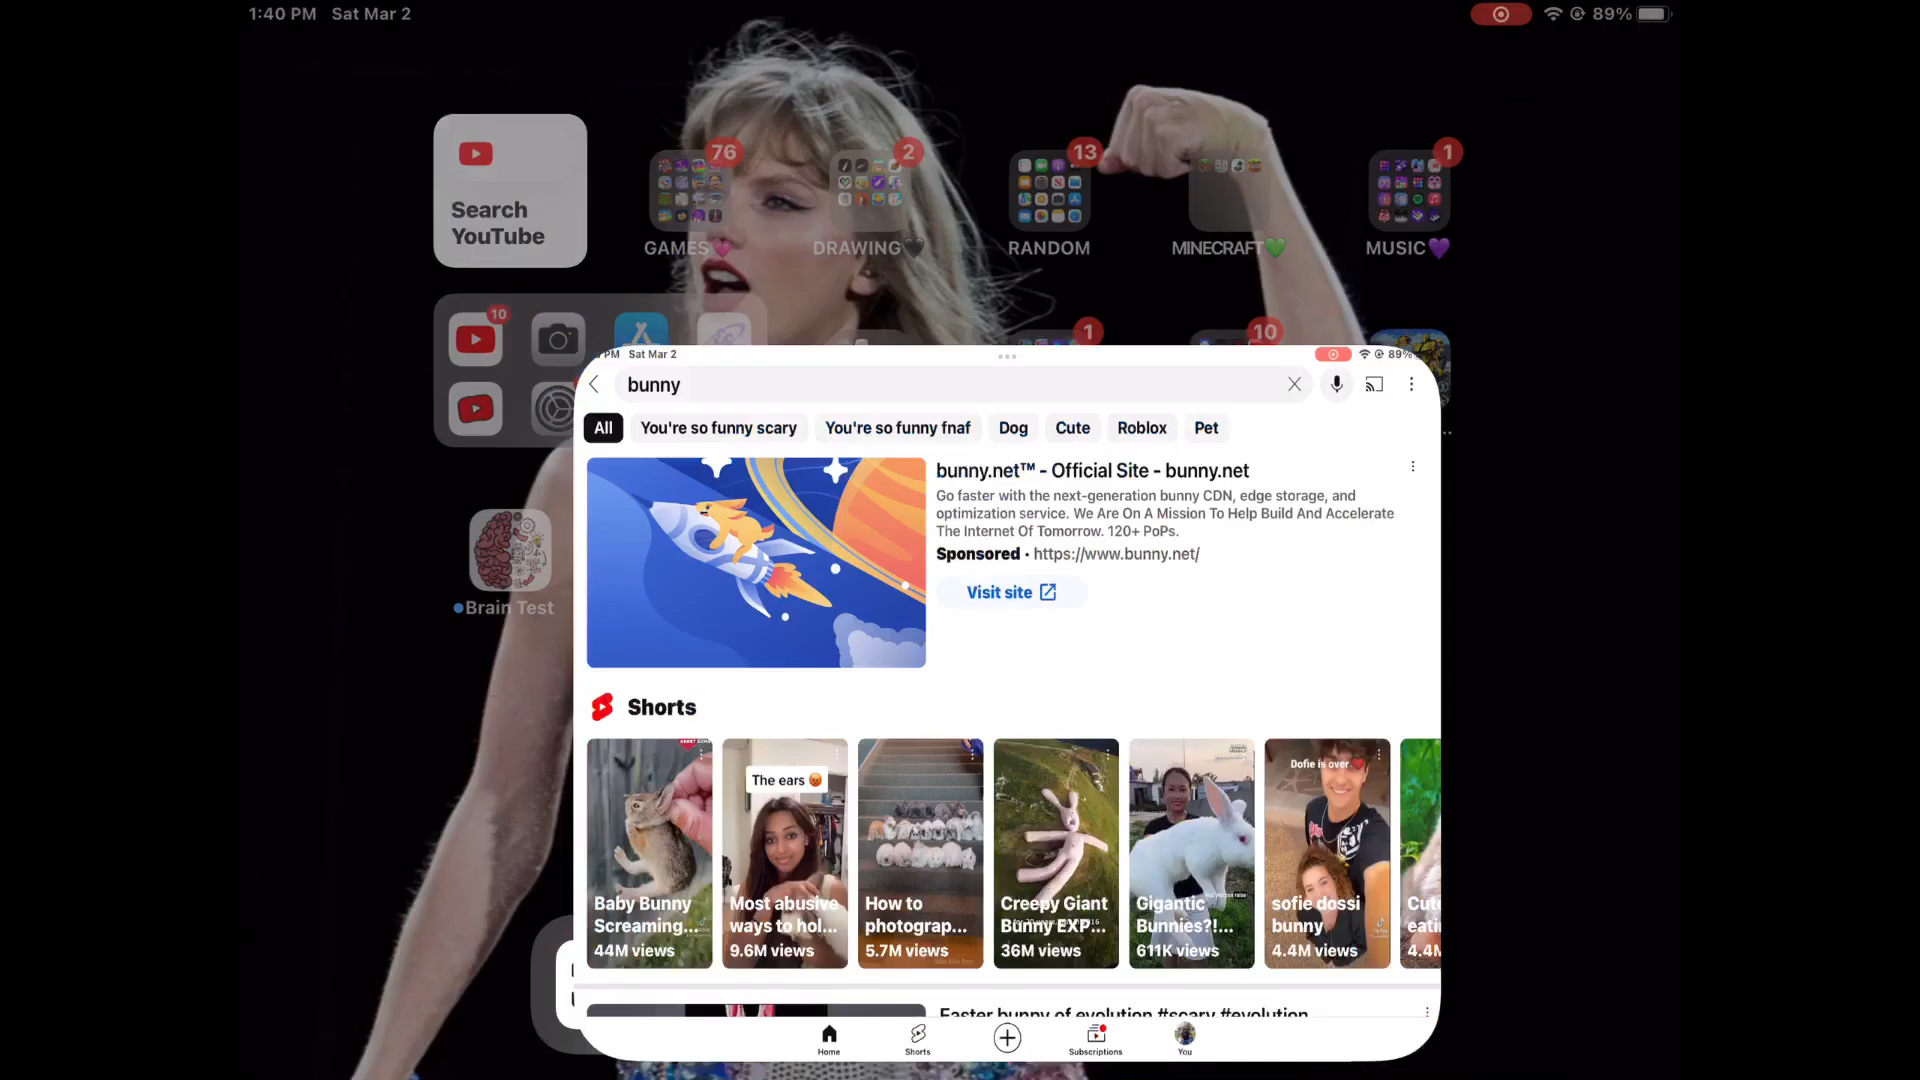 1:40 PM Sat Mar 2
89%
Search
YouTube
76
GAMES
2
DRAWING
13
RANDOM
MINECRAFT
1
MUSIC
10
1
10
Brain Test
PM Sat Mar 2
89%
bunny
All
You're so funny scary
You're so funny fnaf
Dog
Cute
Roblox
Pet
bunny.net™ - Official Site - bunny.net
Go faster with the next-generation bunny CDN, edge storage, and
optimization service. We Are On A Mission To Help Build And Accelerate
The Internet Of Tomorrow. 120+ PoPs.
Sponsored · https://www.bunny.net/
Visit site
Shorts
The ears
Dofie is over
Baby Bunny
Screaming...
44M views
Most abusive
ways to hol...
9.6M views
How to
photograp...
5.7M views
Creepy Giant
Bunny EXP...
36M views
Gigantic
Bunnies?!...
611K views
sofie dossi
bunny
4.4M views
Cut
eati
4.4M
Easter bunny of evolution #scary #evolution
Home
Shorts
Subscriptions
You